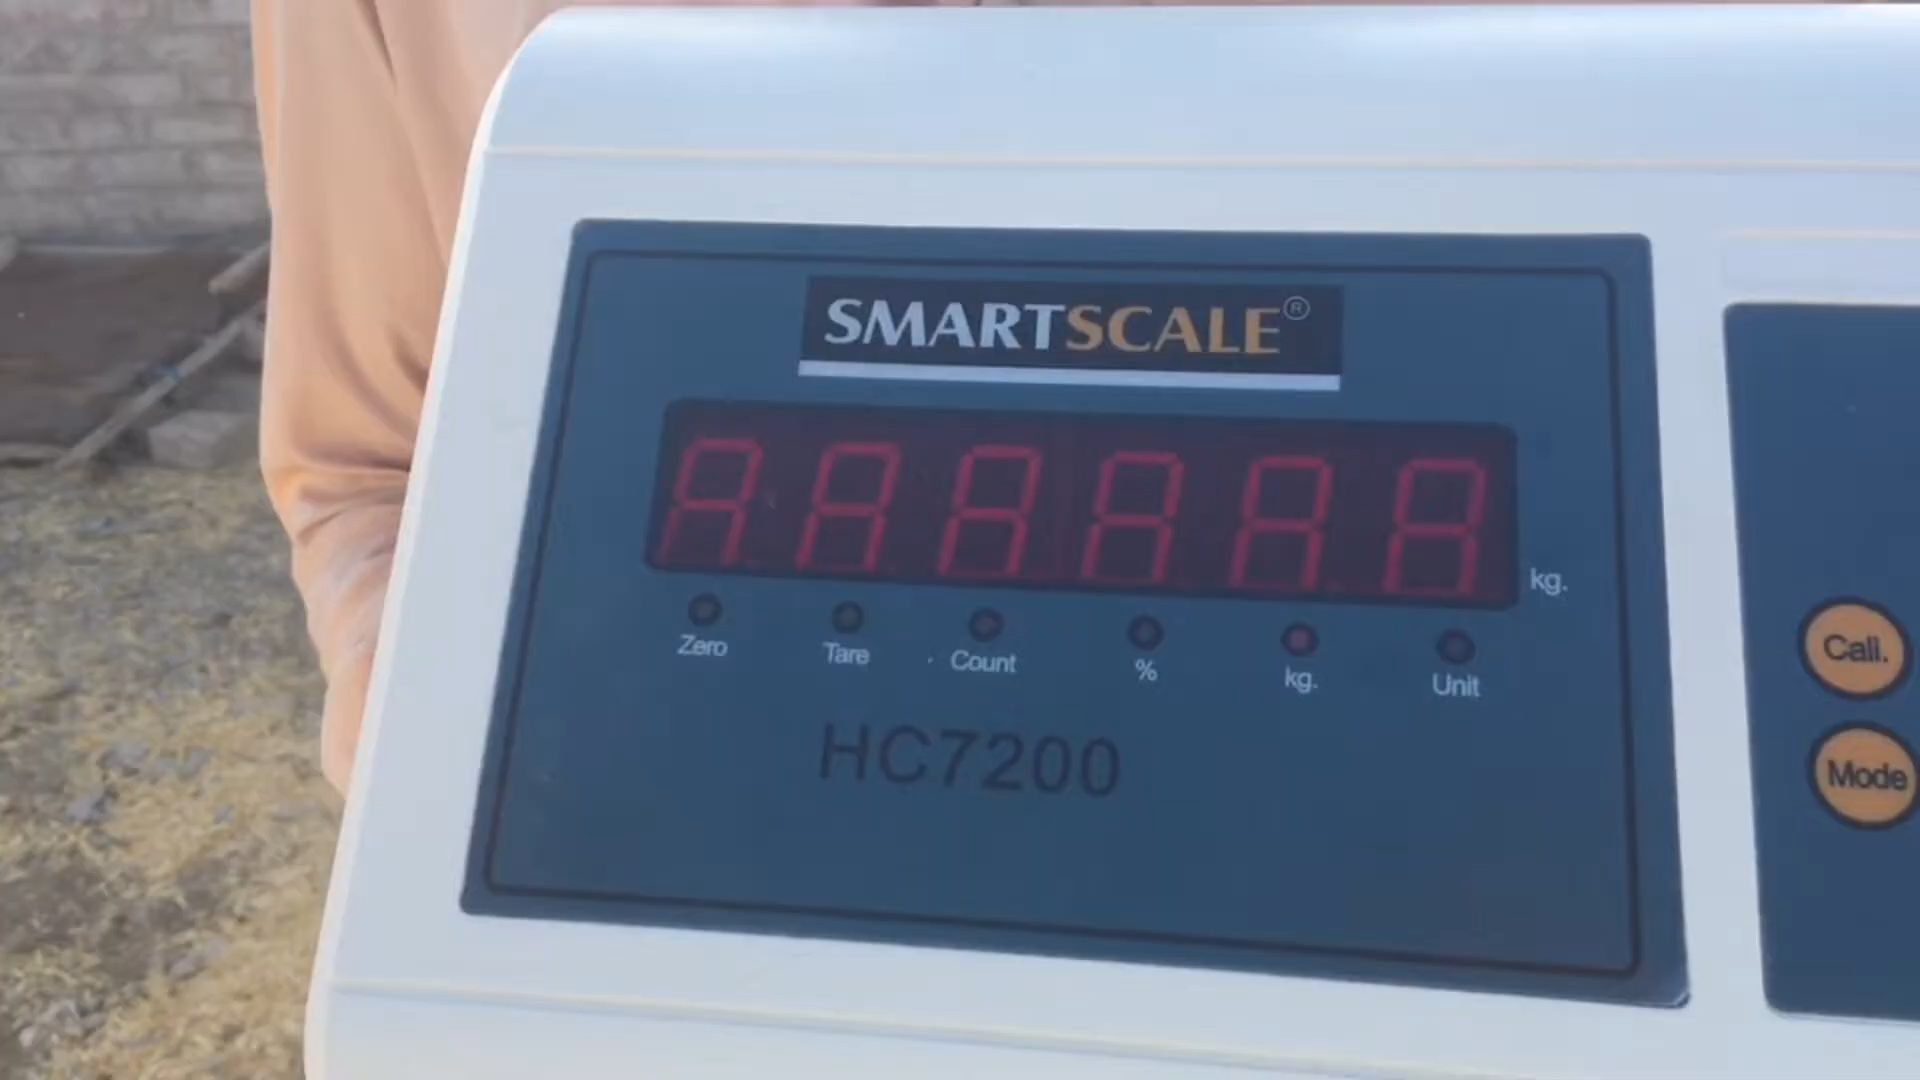 SMARTSCALE®
AAAAAA
kg.
Zero Tare Count % kg. Unit
HC7200
Cali.
Mode